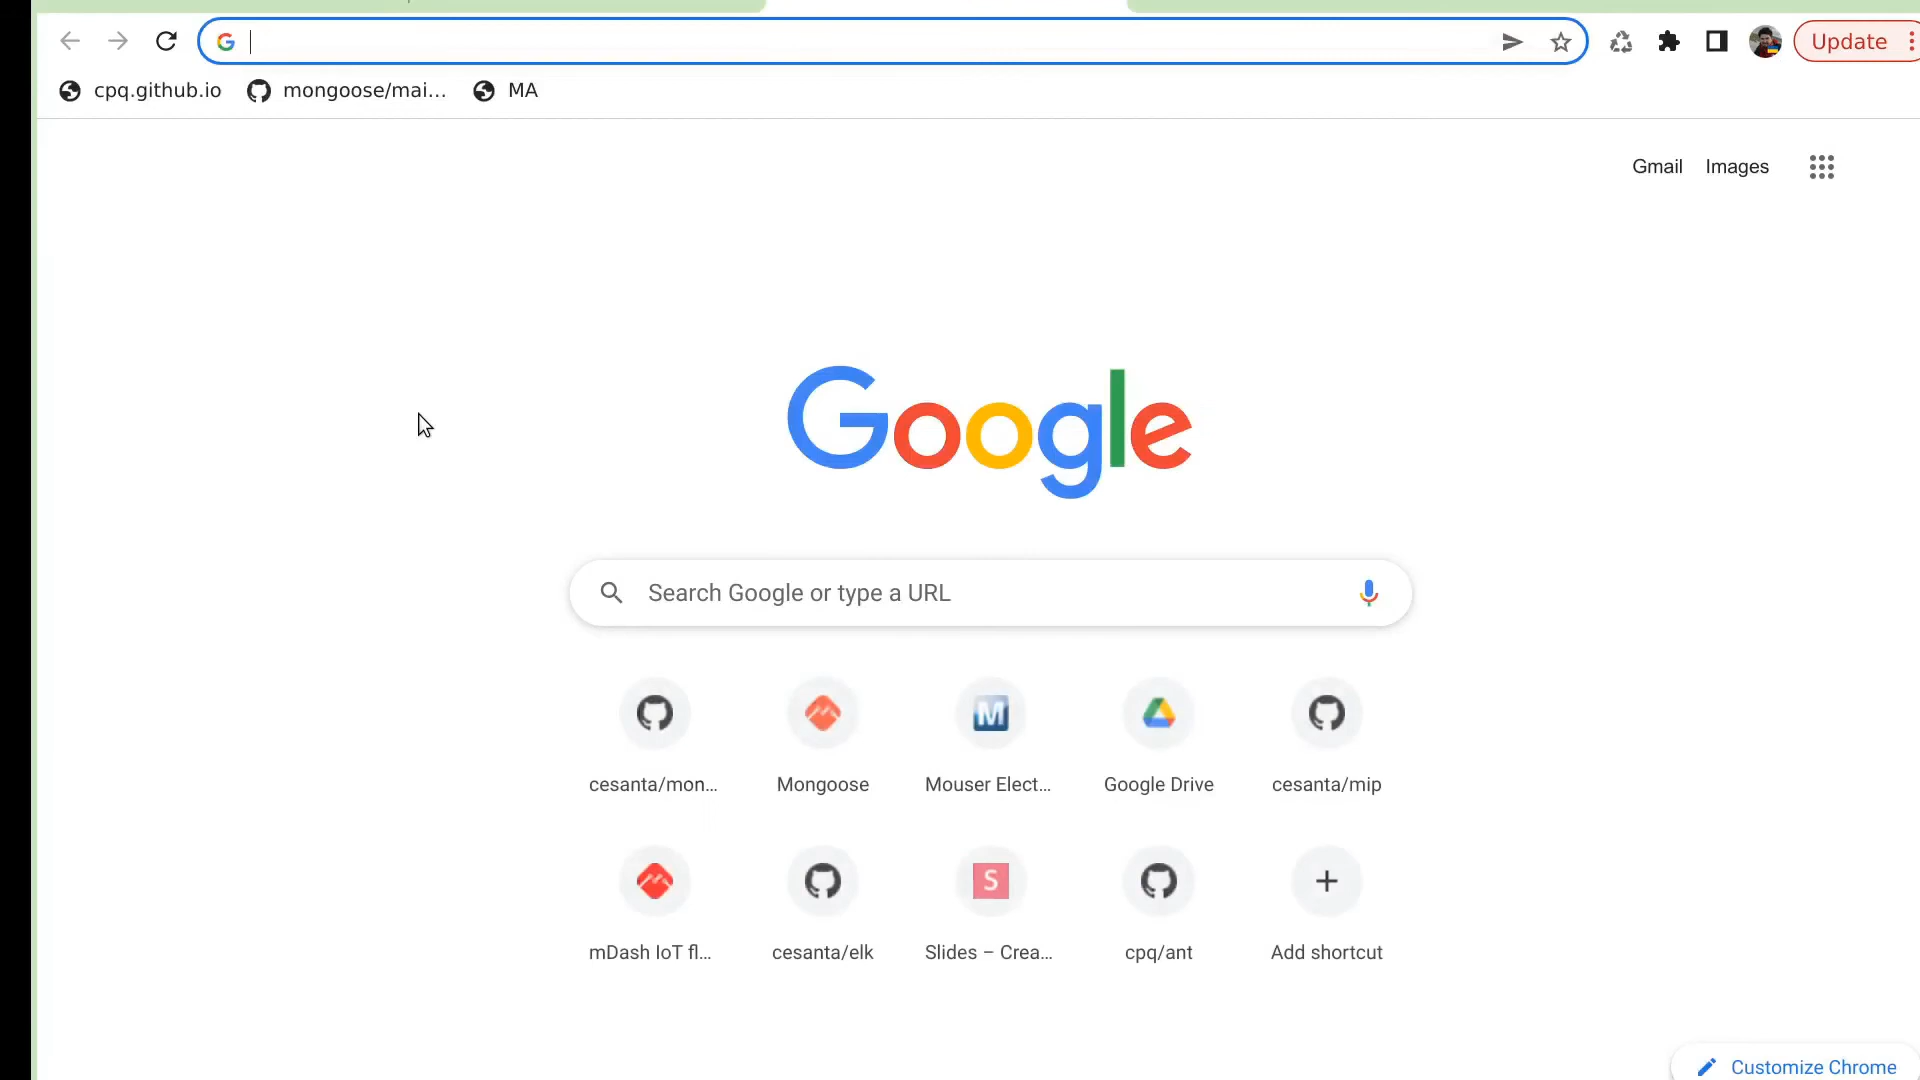 Update
cpq.github.io
mongoose/mai...
MA
Gmail
Images
Google
Search Google or type a URL
cesanta/mon...
Mongoose
M
Mouser Elect...
Google Drive
cesanta/mip
mDash IoT fl...
cesanta/elk
S
Slides – Crea...
cpq/ant
Add shortcut
Customize Chrome